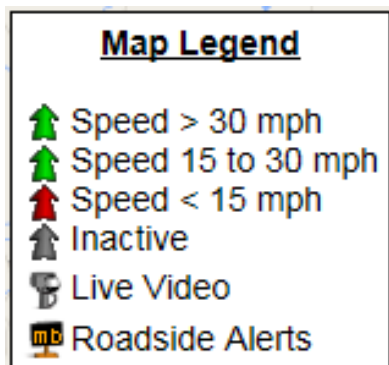 Map Legend
Speed > 30 mph
Speed 15 to 30 mph
Speed < 15 mph
Inactive
Live Video
mb Roadside Alerts